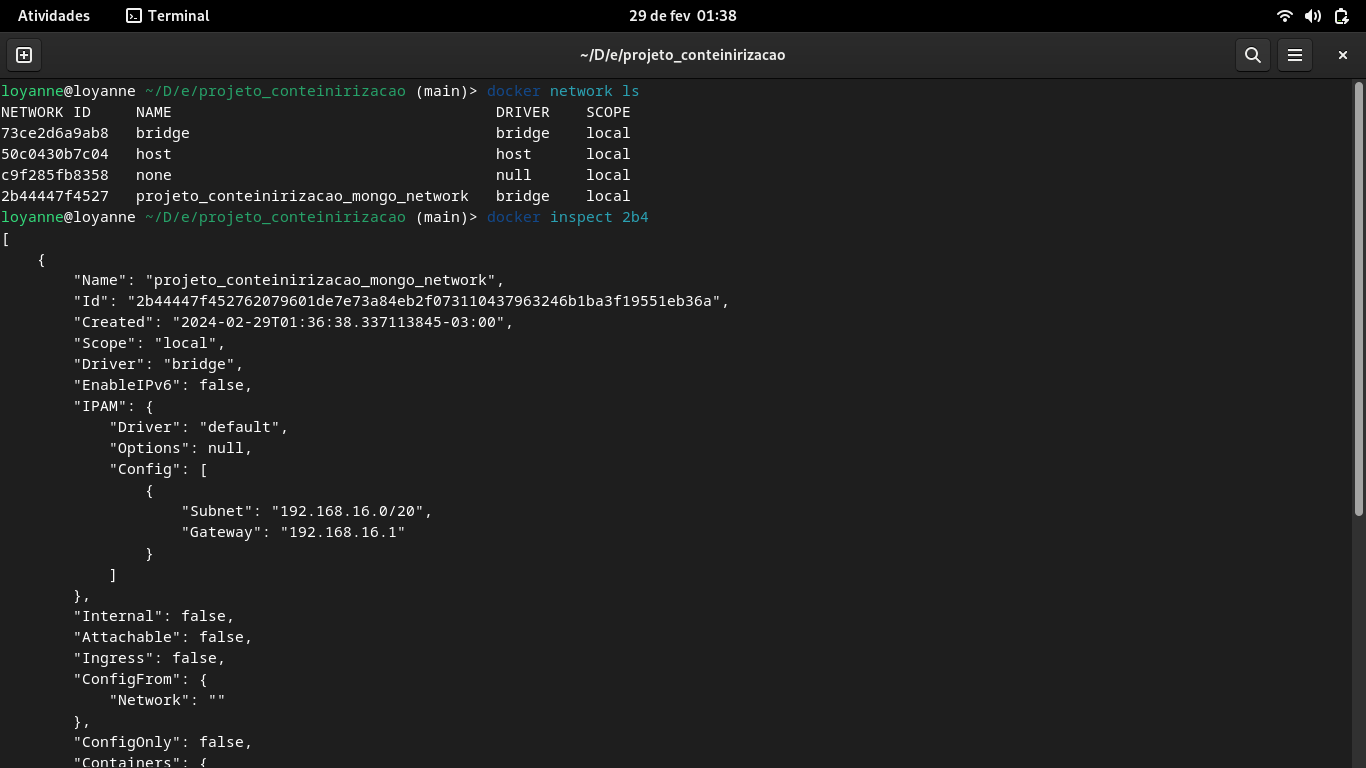 Atividades Terminal 29 de fev 01:38
~/D/e/projeto_conteinirizacao
loyanne@loyanne ~/D/e/projeto_conteinirizacao (main)> docker network ls
NETWORK ID     NAME                                    DRIVER    SCOPE
73ce2d6a9ab8   bridge                                  bridge    local
50c0430b7c04   host                                    host      local
c9f285fb8358   none                                    null      local
2b44447f4527   projeto_conteinirizacao_mongo_network   bridge    local
loyanne@loyanne ~/D/e/projeto_conteinirizacao (main)> docker inspect 2b4
[
    {
        "Name": "projeto_conteinirizacao_mongo_network",
        "Id": "2b44447f452762079601de7e73a84eb2f073110437963246b1ba3f19551eb36a",
        "Created": "2024-02-29T01:36:38.337113845-03:00",
        "Scope": "local",
        "Driver": "bridge",
        "EnableIPv6": false,
        "IPAM": {
            "Driver": "default",
            "Options": null,
            "Config": [
                {
                    "Subnet": "192.168.16.0/20",
                    "Gateway": "192.168.16.1"
                }
            ]
        },
        "Internal": false,
        "Attachable": false,
        "Ingress": false,
        "ConfigFrom": {
            "Network": ""
        },
        "ConfigOnly": false,
        "Containers": {